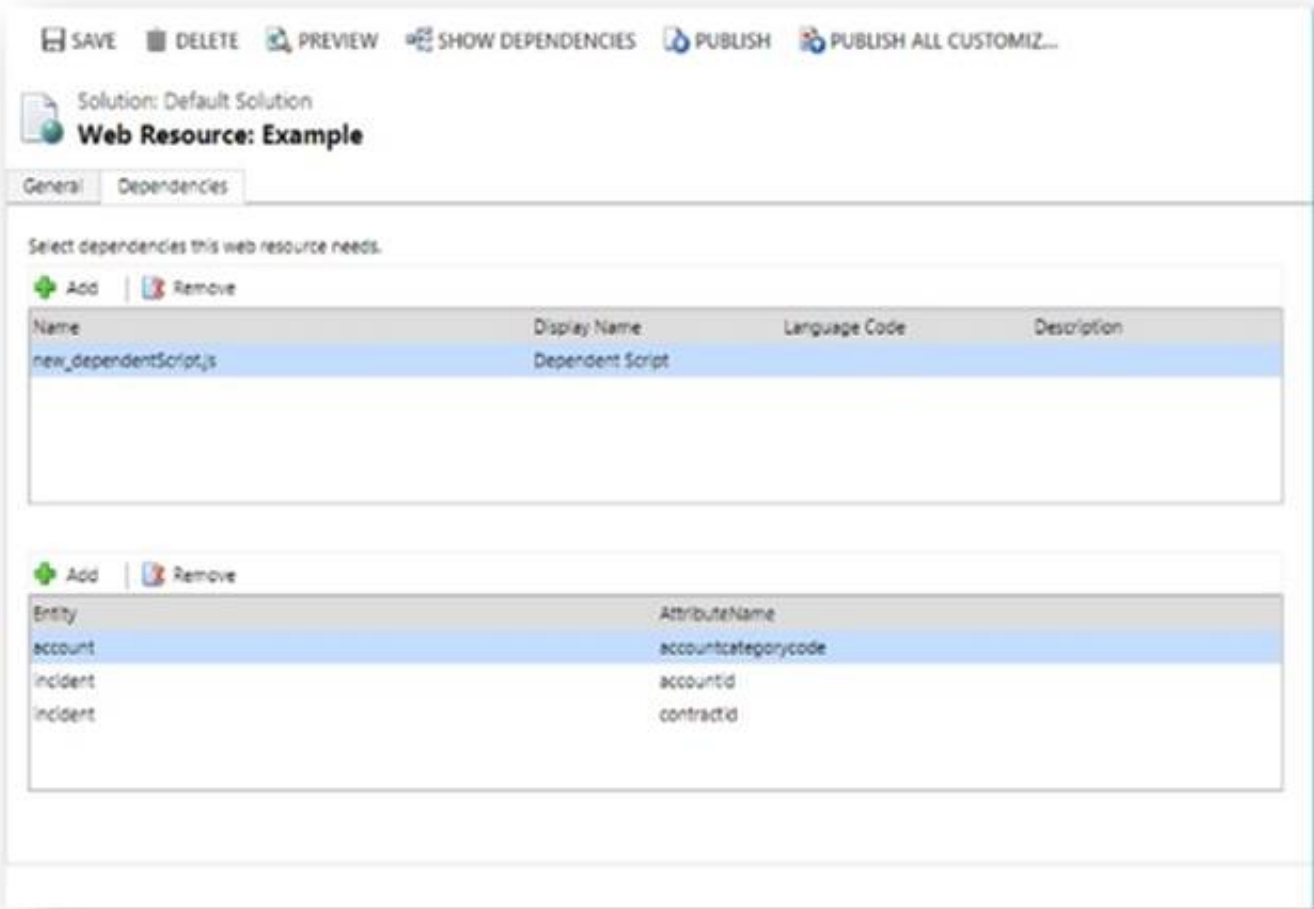 SAVE DELETE PREVIEW SHOW DEPENDENCIES PUBLISH PUBLISH ALL CUSTOMIZ...
Solution: Default Solution
Web Resource: Example
General Dependencies
Select dependencies this web resource needs.
Add Remove
Name Display Name Language Code Description
new_dependentScript.js Dependent Script
Add Remove
Entity AttributeName
account accountcategorycode
incident accountid
incident contractid